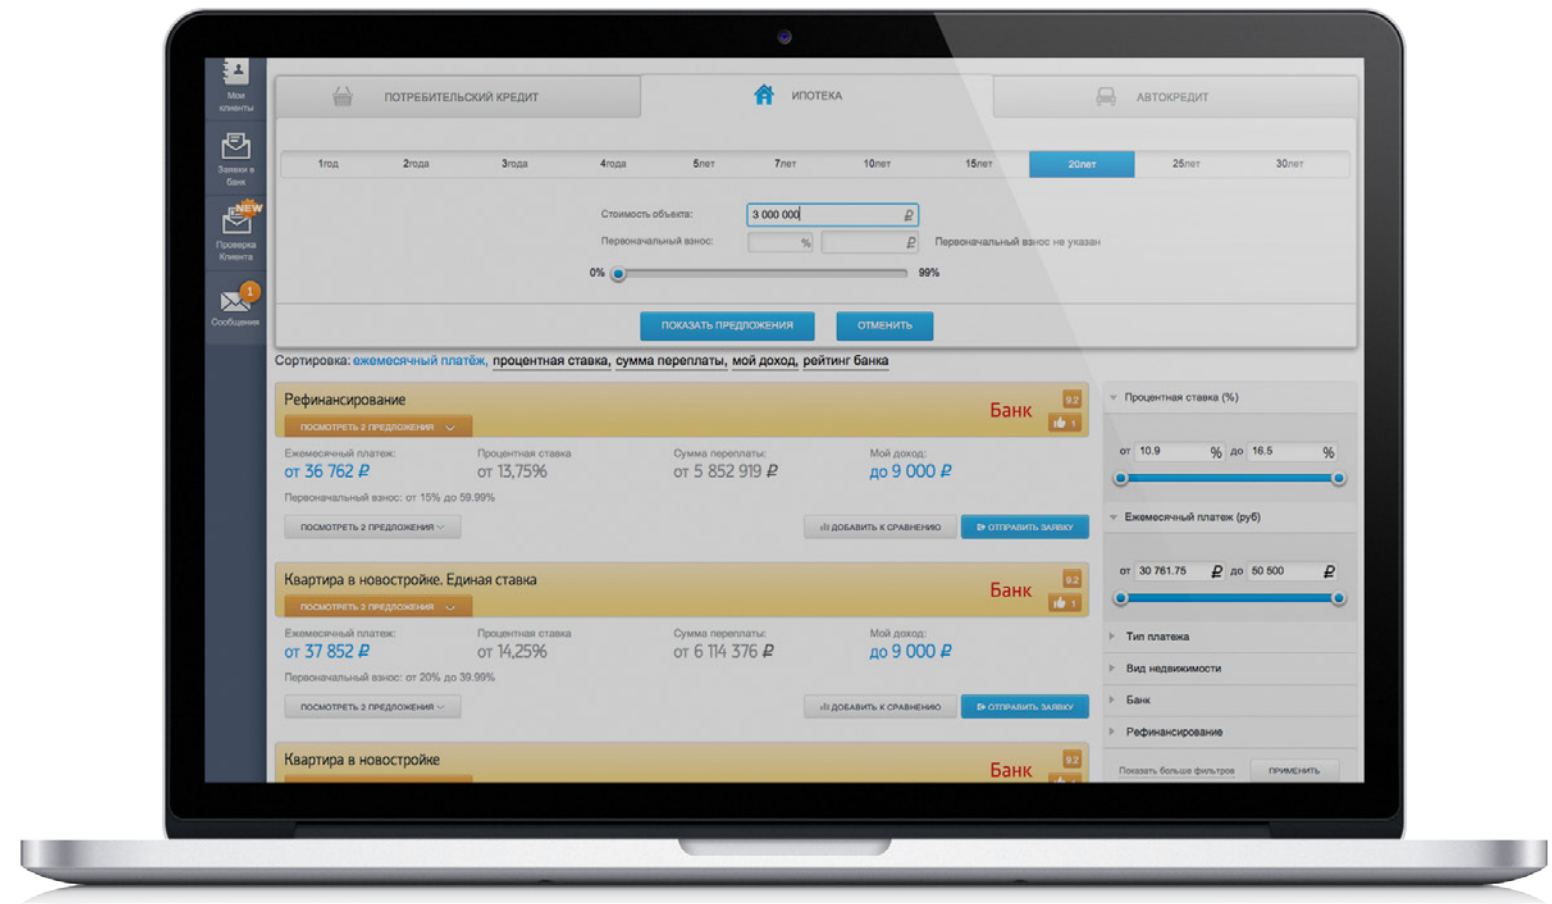 Мои
клиенты
Заявки в
банк
NEW
Проверка
Клиента
1
Сообщения
ПОТРЕБИТЕЛЬСКИЙ КРЕДИТ
ИПОТЕКА
АВТОКРЕДИТ
1год 2года 3года 4года 5лет 7лет 10лет 15лет 20лет 25лет 30лет
Стоимость объекта: 3 000 000 ₽
Первоначальный взнос: % ₽ Первоначальный взнос не указан
0% 99%
ПОКАЗАТЬ ПРЕДЛОЖЕНИЯ ОТМЕНИТЬ
Сортировка: ежемесячный платёж, процентная ставка, сумма переплаты, мой доход, рейтинг банка
Рефинансирование
ПОСМОТРЕТЬ 2 ПРЕДЛОЖЕНИЯ
Банк
9.2
1
Ежемесячный платеж: Процентная ставка Сумма переплаты: Мой доход:
от 36 762 ₽ от 13,75% от 5 852 919 ₽ до 9 000 ₽
Первоначальный взнос: от 15% до 59.99%
ПОСМОТРЕТЬ 2 ПРЕДЛОЖЕНИЯ ДОБАВИТЬ К СРАВНЕНИЮ ОТПРАВИТЬ ЗАЯВКУ
Квартира в новостройке. Единая ставка
ПОСМОТРЕТЬ 2 ПРЕДЛОЖЕНИЯ
Банк
9.2
1
Ежемесячный платеж: Процентная ставка Сумма переплаты: Мой доход:
от 37 852 ₽ от 14,25% от 6 114 376 ₽ до 9 000 ₽
Первоначальный взнос: от 20% до 39.99%
ПОСМОТРЕТЬ 2 ПРЕДЛОЖЕНИЯ ДОБАВИТЬ К СРАВНЕНИЮ ОТПРАВИТЬ ЗАЯВКУ
Квартира в новостройке
Банк
9.2
Процентная ставка (%)
от 10.9 % до 16.5 %
Ежемесячный платеж (руб)
от 30 761.75 ₽ до 50 500 ₽
Тип платежа
Вид недвижимости
Банк
Рефинансирование
Показать больше фильтров ПРИМЕНИТЬ